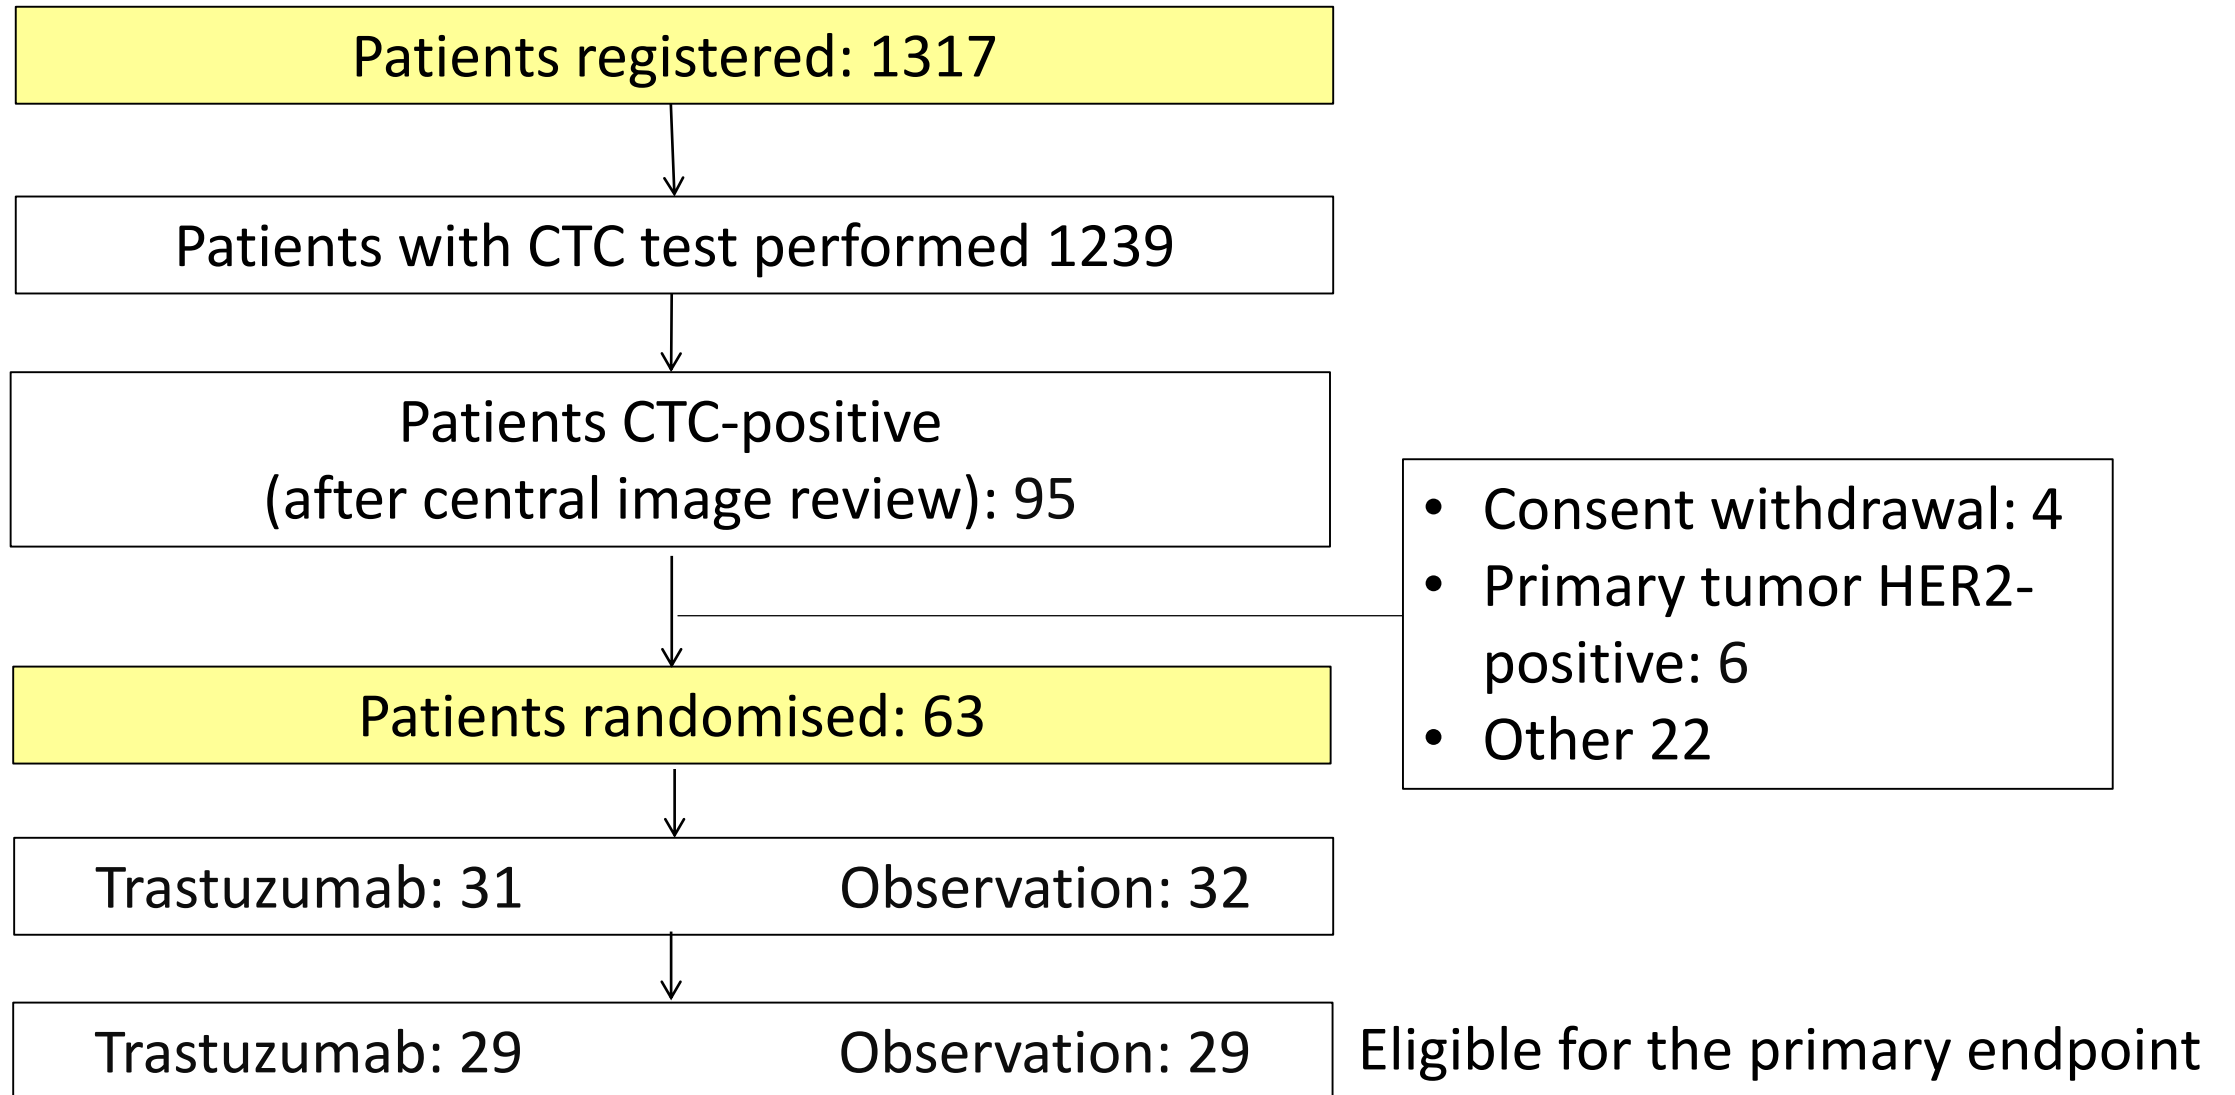 Patients registered: 1317
Patients with CTC test performed 1239
Patients CTC-positive
(after central image review): 95
• Consent withdrawal: 4
• Primary tumor HER2-
positive: 6
• Other 22
Patients randomised: 63
Trastuzumab: 31 Observation: 32
Trastuzumab: 29 Observation: 29 Eligible for the primary endpoint